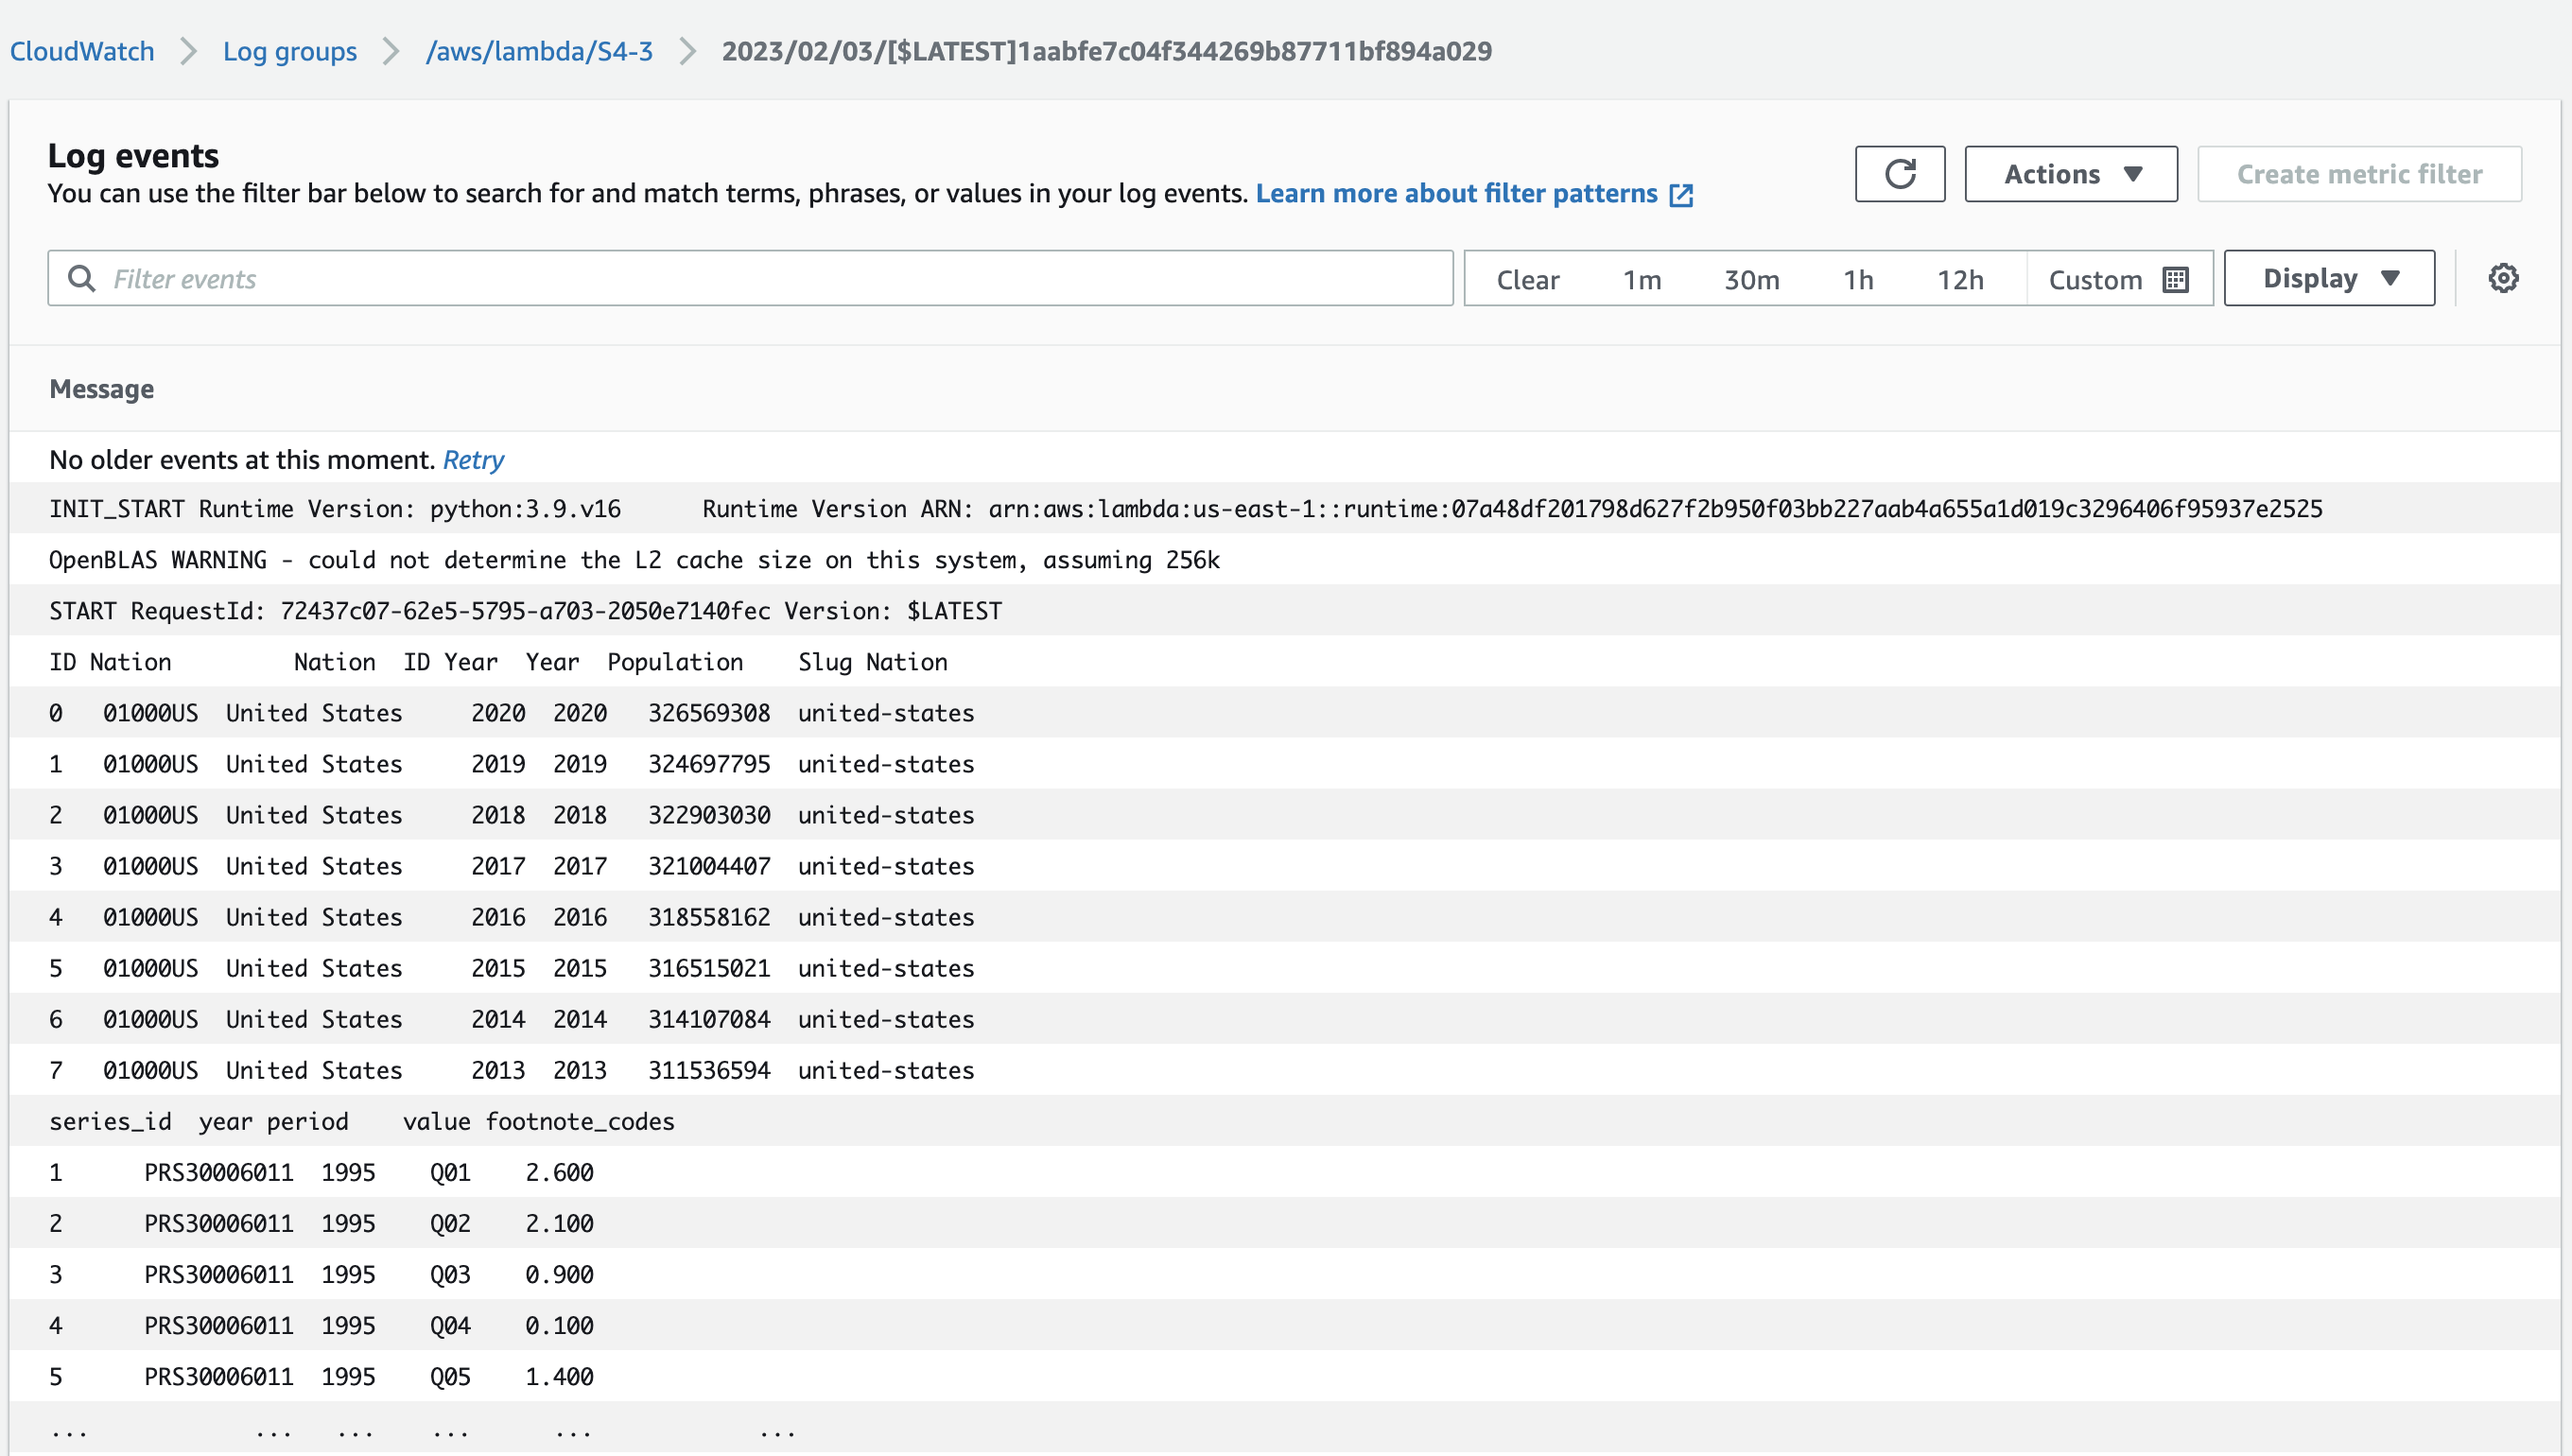 CloudWatch > Log groups > /aws/lambda/S4-3 > 2023/02/03/[$LATEST]1aabfe7c04f344269b87711bf894a029
Log events
You can use the filter bar below to search for and match terms, phrases, or values in your log events. Learn more about filter patterns
Actions Create metric filter
Filter events Clear 1m 30m 1h 12h Custom Display
Message
No older events at this moment. Retry
INIT_START Runtime Version: python:3.9.v16 Runtime Version ARN: arn:aws:lambda:us-east-1::runtime:07a48df201798d627f2b950f03bb227aab4a655a1d019c3296406f95937e2525
OpenBLAS WARNING - could not determine the L2 cache size on this system, assuming 256k
START RequestId: 72437c07-62e5-5795-a703-2050e7140fec Version: $LATEST
ID Nation Nation ID Year Year Population Slug Nation
0 01000US United States 2020 2020 326569308 united-states
1 01000US United States 2019 2019 324697795 united-states
2 01000US United States 2018 2018 322903030 united-states
3 01000US United States 2017 2017 321004407 united-states
4 01000US United States 2016 2016 318558162 united-states
5 01000US United States 2015 2015 316515021 united-states
6 01000US United States 2014 2014 314107084 united-states
7 01000US United States 2013 2013 311536594 united-states
series_id year period value footnote_codes
1 PRS30006011 1995 Q01 2.600
2 PRS30006011 1995 Q02 2.100
3 PRS30006011 1995 Q03 0.900
4 PRS30006011 1995 Q04 0.100
5 PRS30006011 1995 Q05 1.400
... ... ... ... ... ...